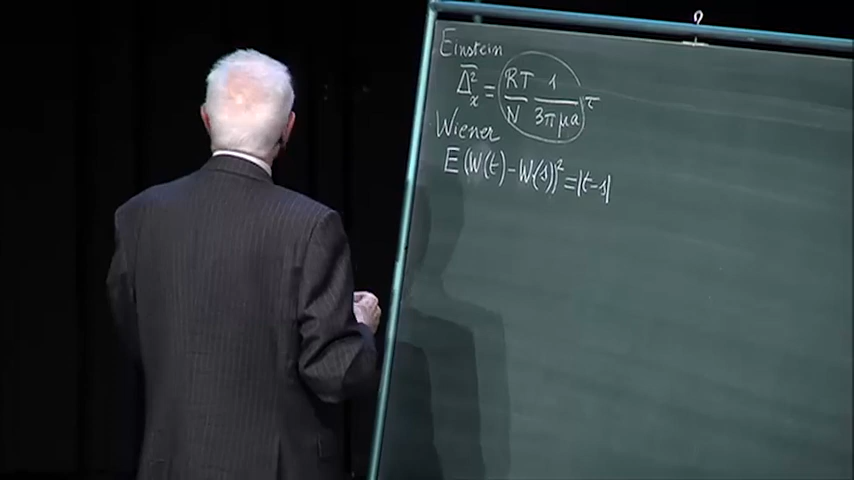 Einstein
Δ̅²ₓ = RT/N 1/3πμa τ
Wiener
E(W(t)-W(s))² = |t-s|